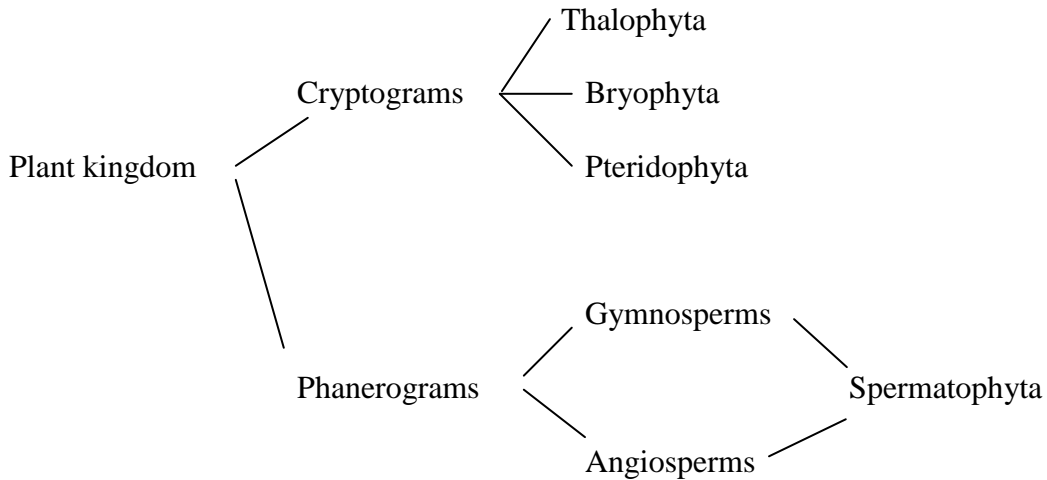 Thalophyta
Cryptograms
Bryophyta
Plant kingdom
Pteridophyta
Gymnosperms
Phanerograms
Spermatophyta
Angiosperms